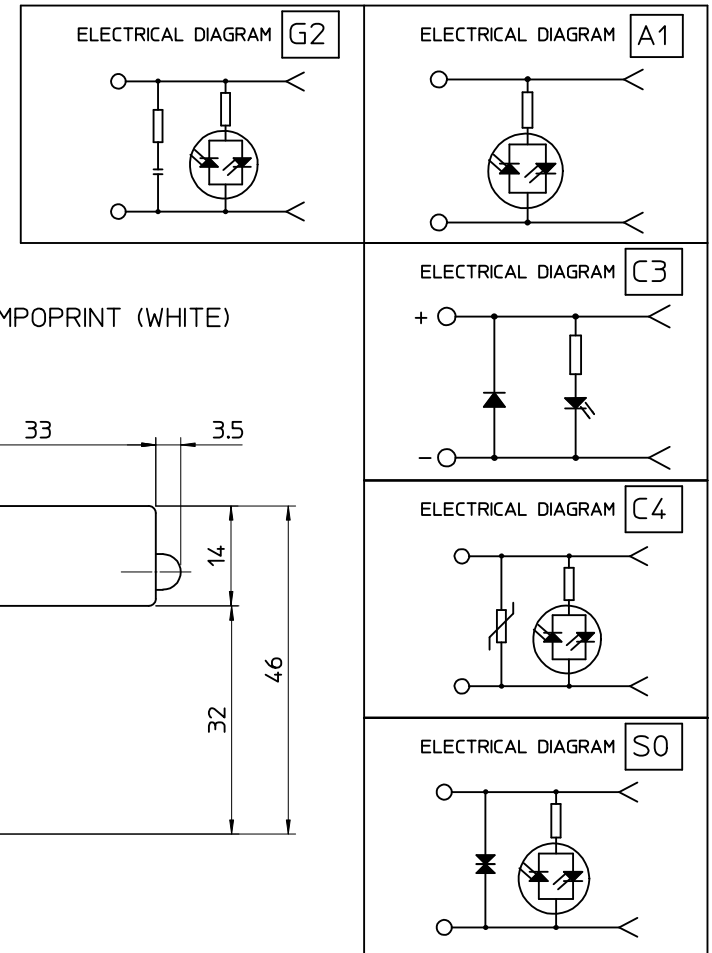 ELECTRICAL DIAGRAM G2
ELECTRICAL DIAGRAM A1
ELECTRICAL DIAGRAM C3
+
−
MPOPRINT (WHITE)
33
3.5
14
46
32
ELECTRICAL DIAGRAM C4
ELECTRICAL DIAGRAM S0